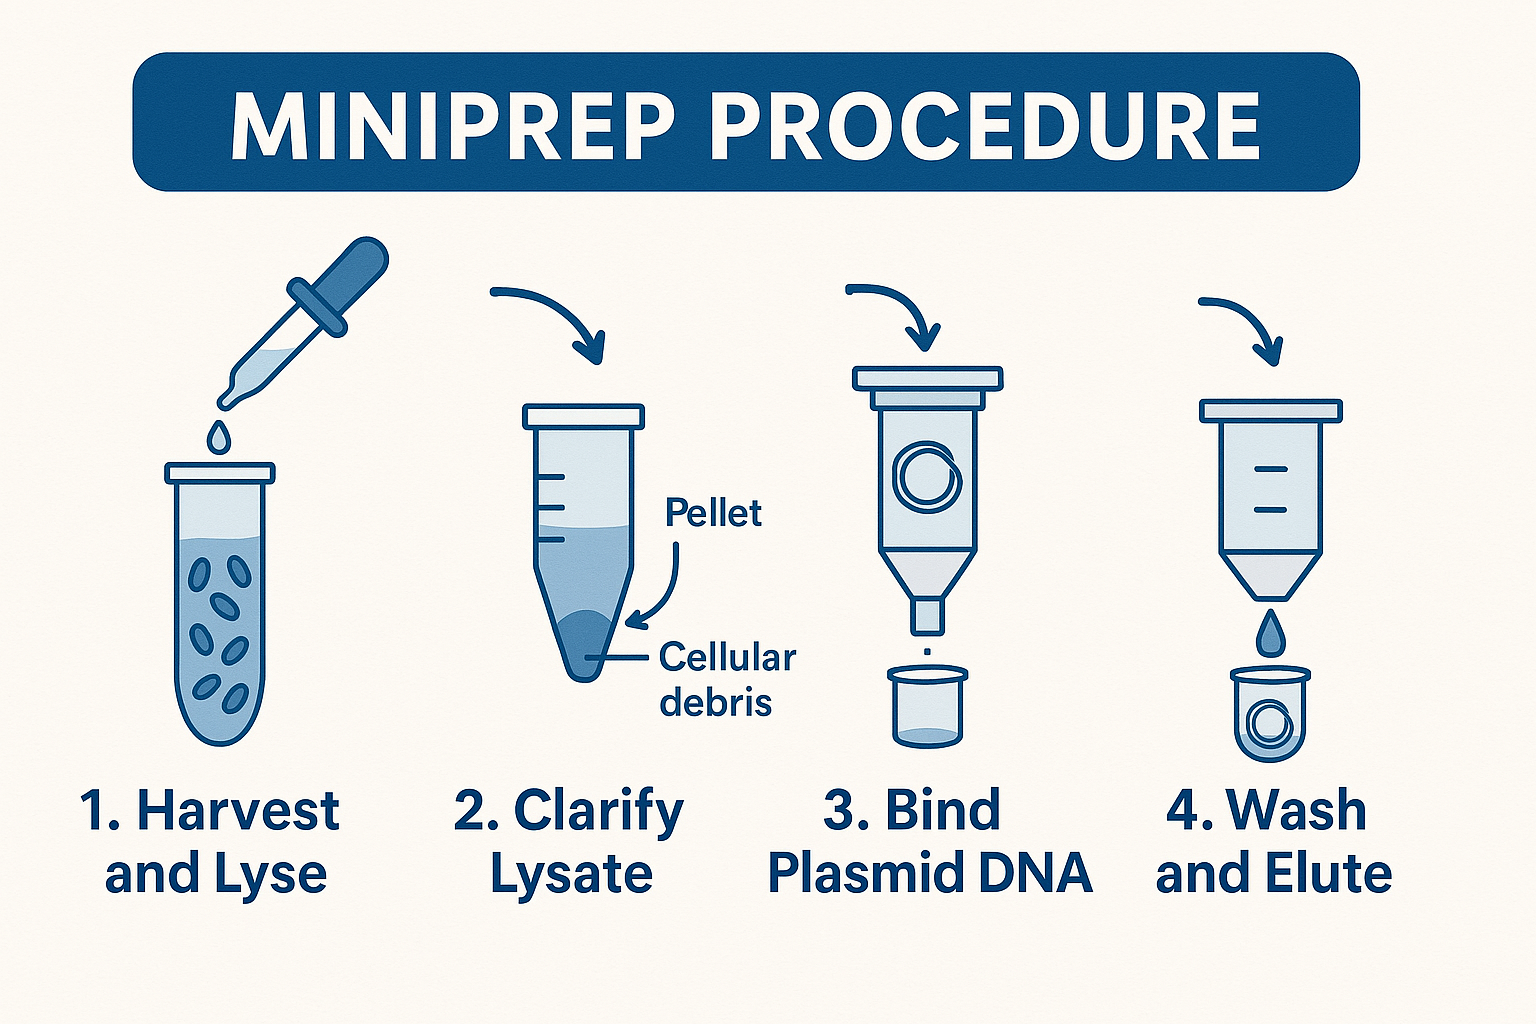 MINIPREP PROCEDURE
Pellet
Cellular
debris
1. Harvest
and Lyse
2. Clarify
Lysate
3. Bind
Plasmid DNA
4. Wash
and Elute